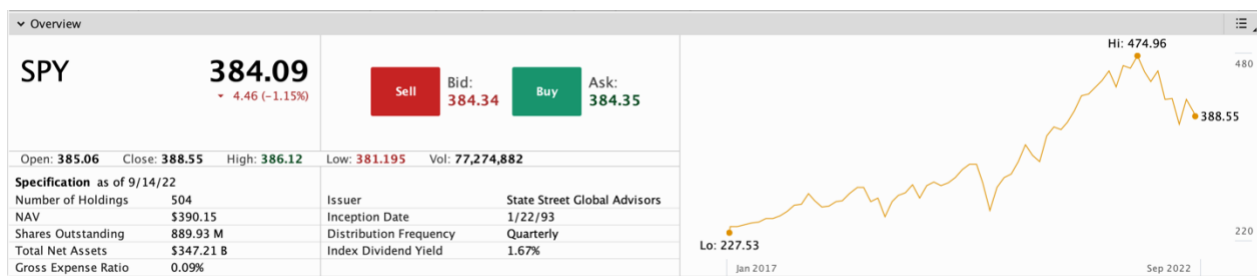 Overview
SPY
384.09
4.46 (-1.15%)
Sell
Bid:
384.34
Buy
Ask:
384.35
Open: 385.06 Close: 388.55 High: 386.12 Low: 381.195 Vol: 77,274,882
Specification as of 9/14/22
Number of Holdings 504
NAV $390.15
Shares Outstanding 889.93 M
Total Net Assets $347.21 B
Gross Expense Ratio 0.09%
Issuer State Street Global Advisors
Inception Date 1/22/93
Distribution Frequency Quarterly
Index Dividend Yield 1.67%
Hi: 474.96
480
388.55
220
Lo: 227.53
Jan 2017 Sep 2022